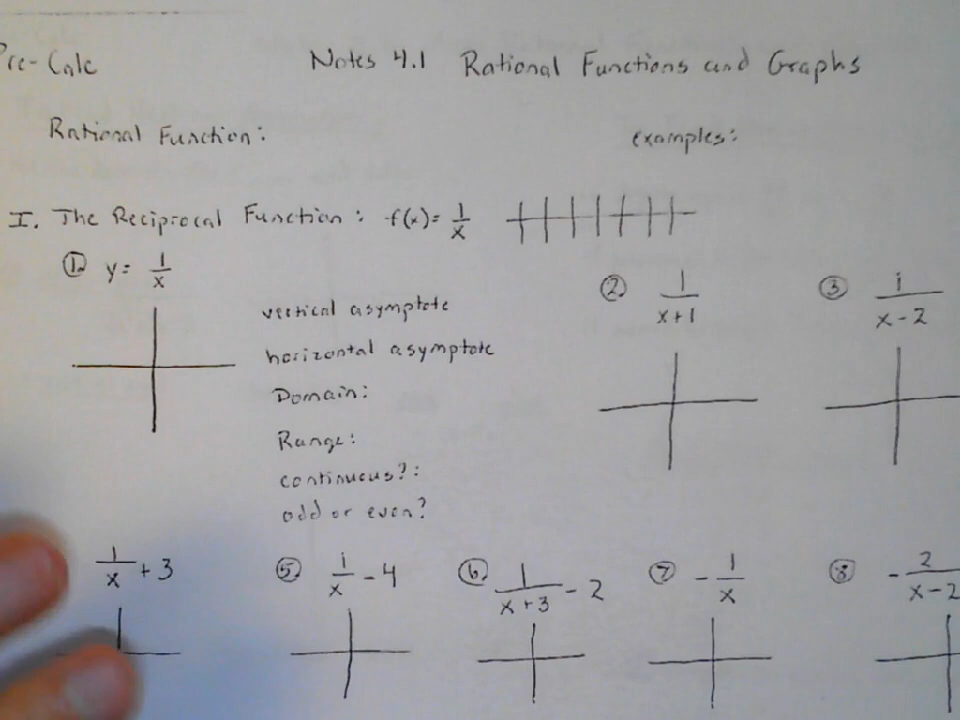 Pre-Calc Notes 4.1 Rational Functions and Graphs
Rational Function: examples:
I. The Reciprocal Function: f(x)= 1/x
① y= 1/x
vertical asymptote
horizontal asymptote
Domain:
Range:
continuous?:
odd or even?
② 1/(x+1)
③ 1/(x-2)
1/x +3
⑤ 1/x -4
⑥ 1/(x+3) -2
⑦ -1/x
⑧ -2/(x-2